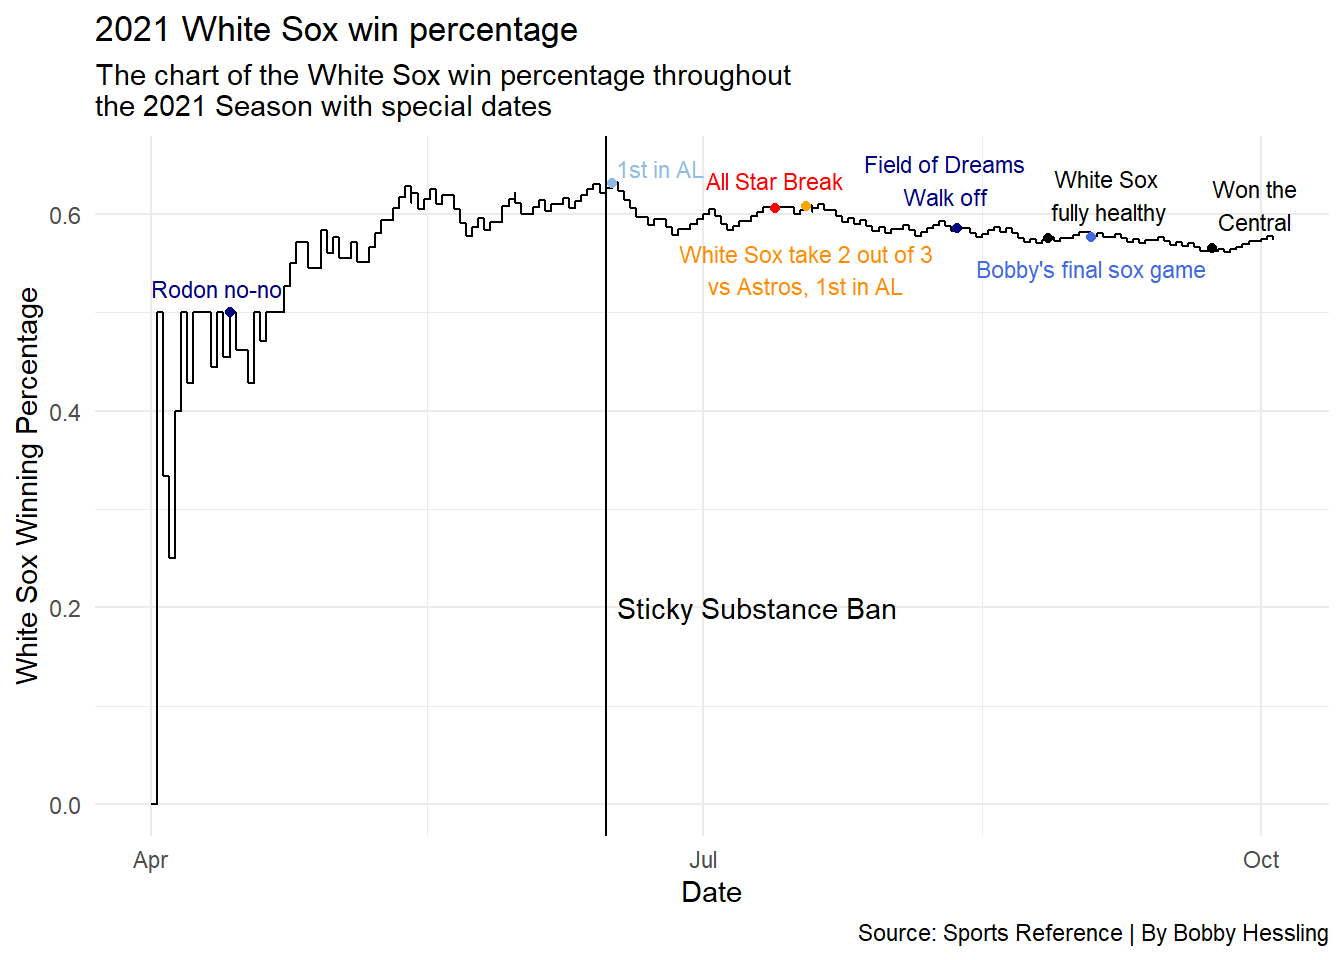 2021 White Sox win percentage
The chart of the White Sox win percentage throughout
the 2021 Season with special dates
White Sox Winning Percentage
0.6
0.4
0.2
0.0
Rodon no-no
1st in AL
All Star Break
White Sox take 2 out of 3
vs Astros, 1st in AL
Field of Dreams
Walk off
White Sox
fully healthy
Bobby's final sox game
Won the
Central
Sticky Substance Ban
Apr
Jul
Oct
Date
Source: Sports Reference | By Bobby Hessling